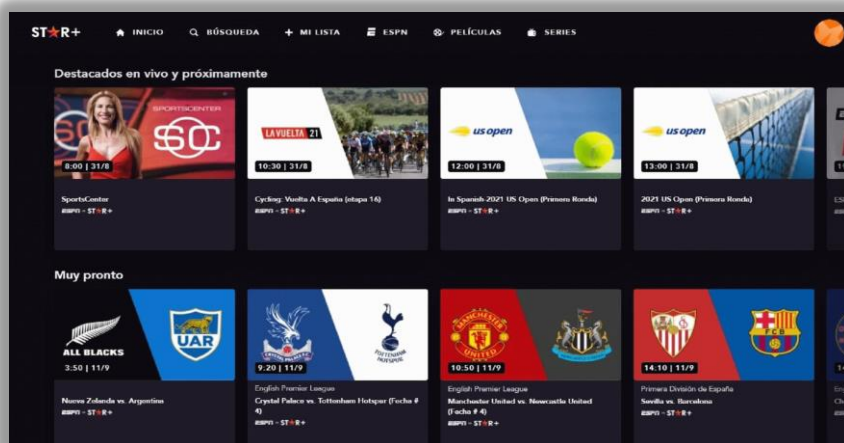 ST★R+ INICIO BÚSQUEDA + MI LISTA ESPN PELÍCULAS SERIES
Destacados en vivo y próximamente
SPORTSCENTER
SC
8:00 | 31/8
LA VUELTA 21
10:30 | 31/8
us open
12:00 | 31/8
us open
13:00 | 31/8
SportsCenter
ESPN - ST★R+
Cycling: Vuelta A España (etapa 16)
ESPN - ST★R+
In Spanish-2021 US Open (Primera Ronda)
ESPN - ST★R+
2021 US Open (Primera Ronda)
ESPN - ST★R+
Muy pronto
ALL BLACKS
UAR
3:50 | 11/9
CRYSTAL PALACE
TOTTENHAM
HOTSPUR
9:20 | 11/9
MANCHESTER
UNITED
10:50 | 11/9
FCB
14:10 | 11/9
Nueva Zelanda vs. Argentina
ESPN - ST★R+
English Premier League
Crystal Palace vs. Tottenham Hotspur (Fecha #
4)
ESPN - ST★R+
English Premier League
Manchester United vs. Newcastle United
(Fecha # 4)
ESPN - ST★R+
Primera División de España
Sevilla vs. Barcelona
ESPN - ST★R+